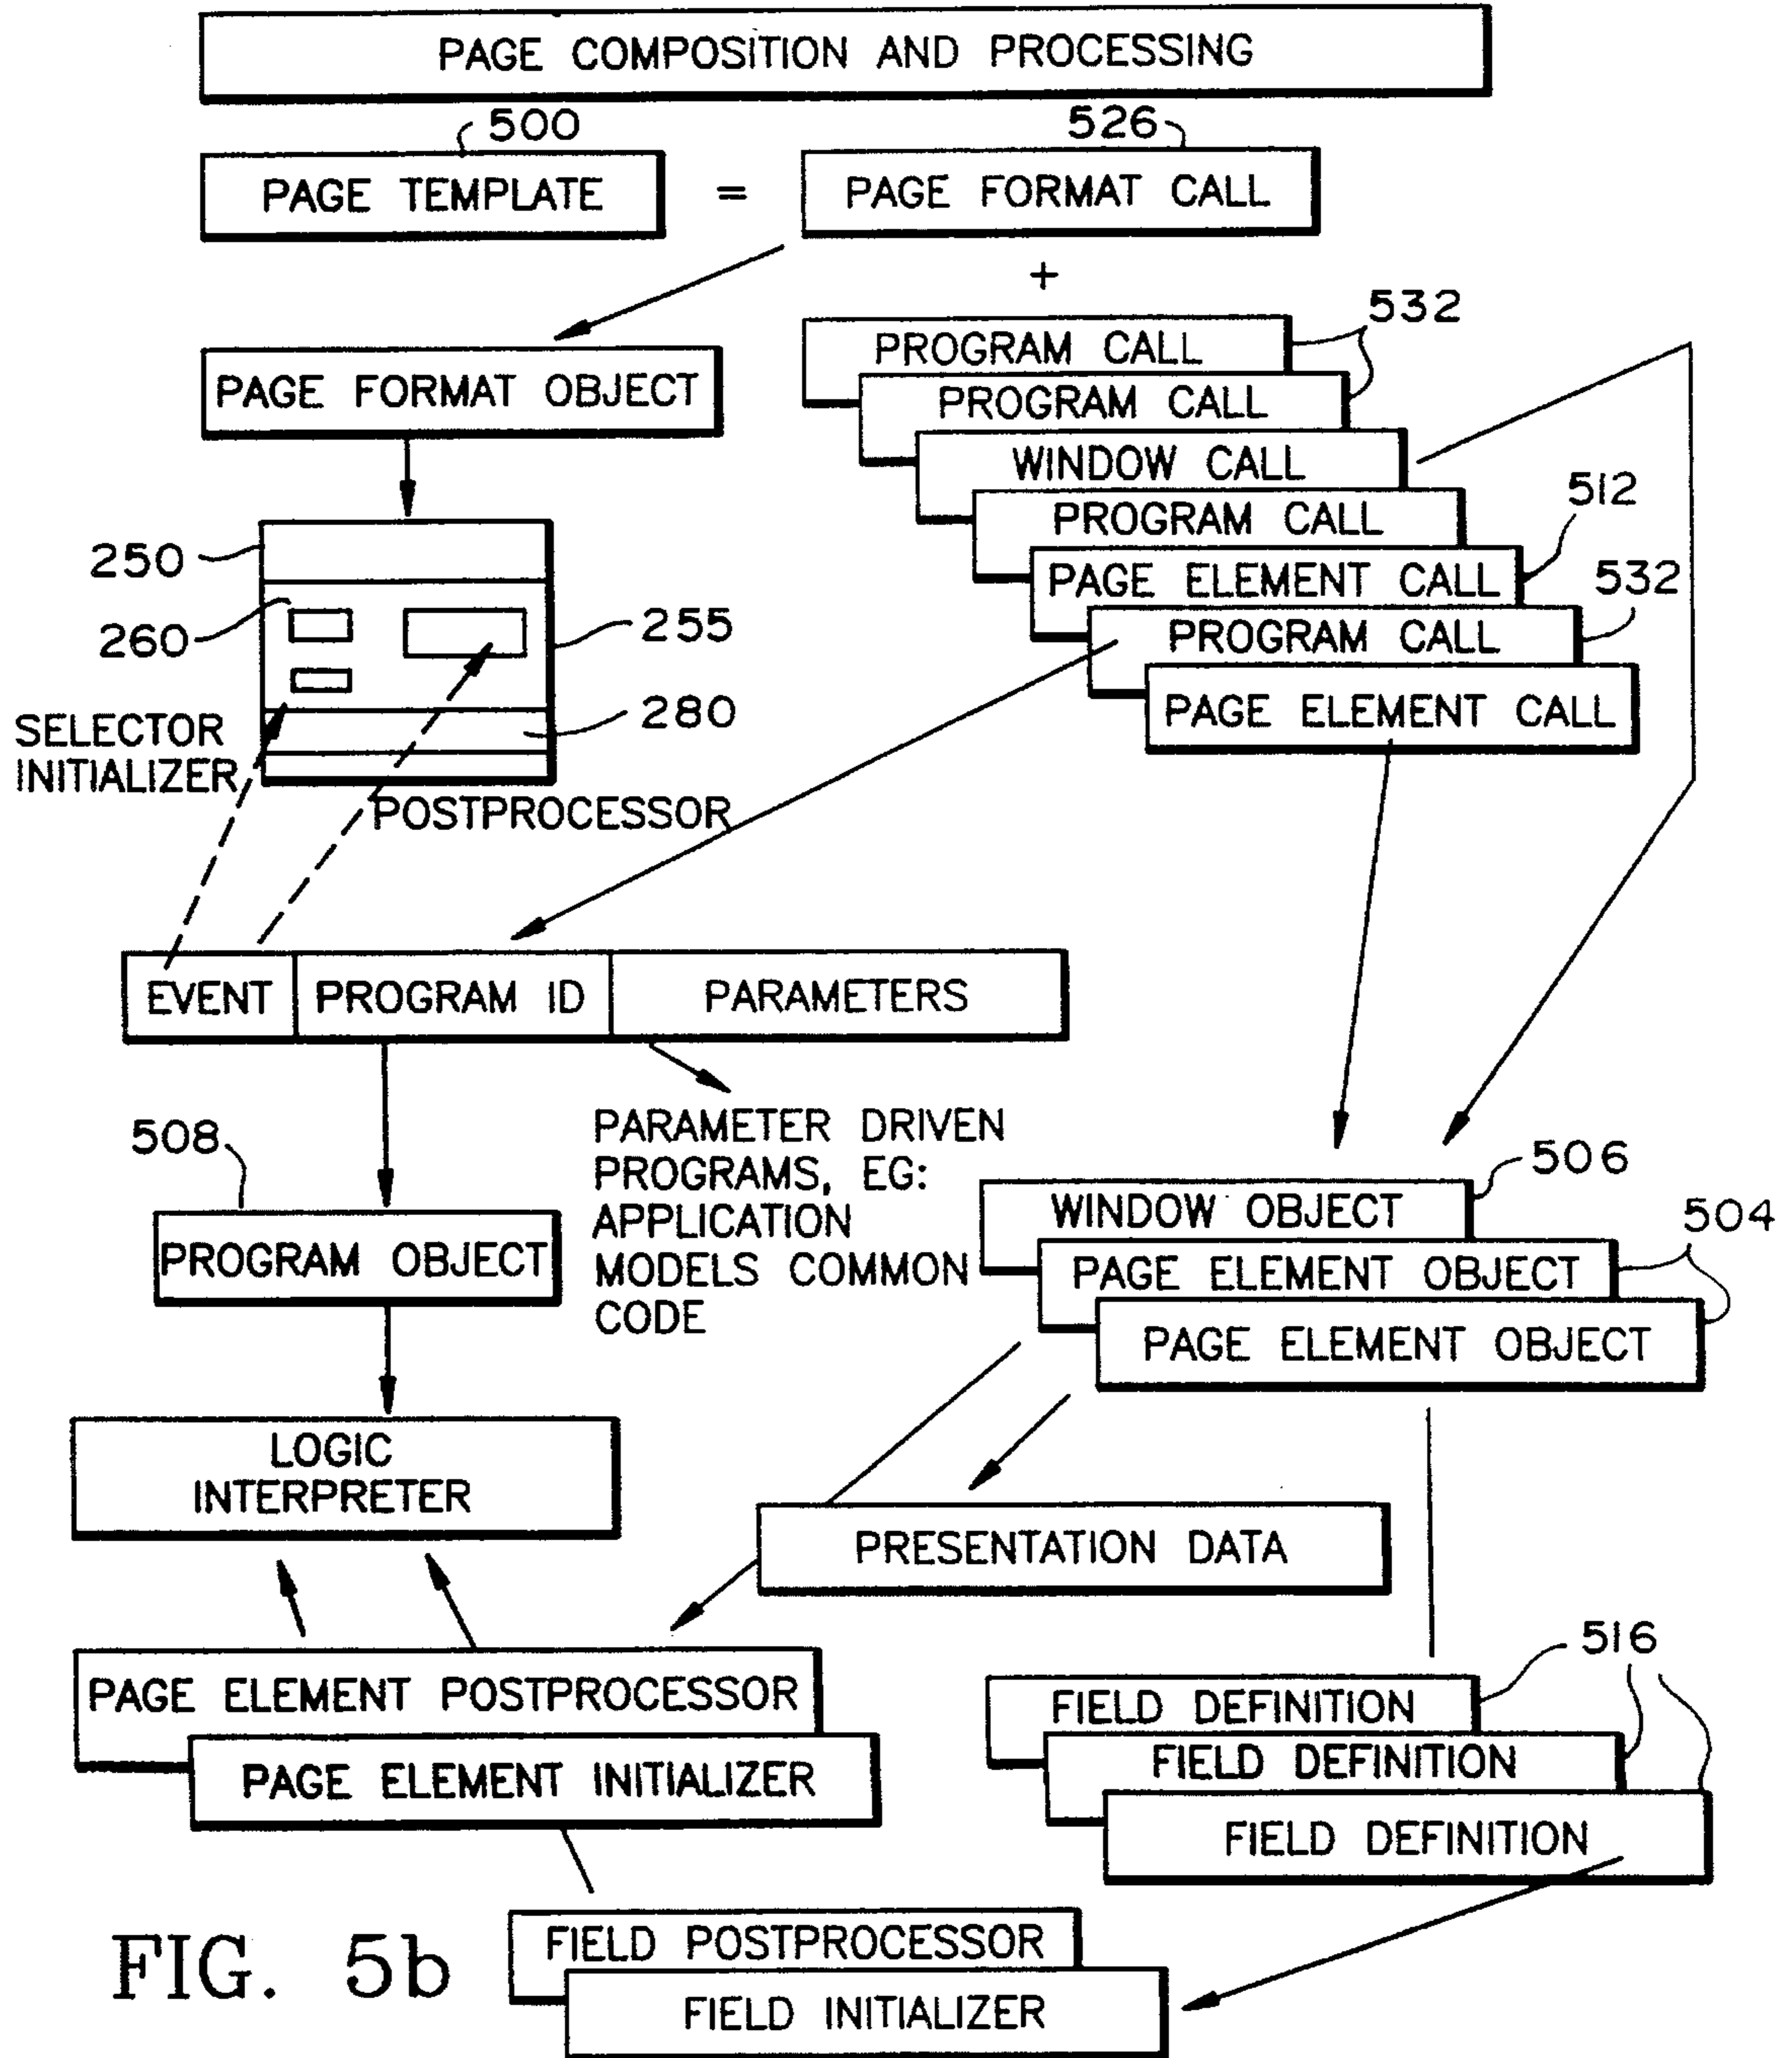 PAGE COMPOSITION AND PROCESSING
500
526
PAGE TEMPLATE
=
PAGE FORMAT CALL
+
532
PROGRAM CALL
PAGE FORMAT OBJECT
PROGRAM CALL
WINDOW CALL
512
PROGRAM CALL
250
PAGE ELEMENT CALL
532
260
255
PROGRAM CALL
280
PAGE ELEMENT CALL
SELECTOR
INITIALIZER
POSTPROCESSOR
EVENT
PROGRAM ID
PARAMETERS
508
PARAMETER DRIVEN
PROGRAMS, EG:
APPLICATION
MODELS COMMON
CODE
506
WINDOW OBJECT
504
PROGRAM OBJECT
PAGE ELEMENT OBJECT
PAGE ELEMENT OBJECT
LOGIC
INTERPRETER
PRESENTATION DATA
516
PAGE ELEMENT POSTPROCESSOR
FIELD DEFINITION
PAGE ELEMENT INITIALIZER
FIELD DEFINITION
FIELD DEFINITION
FIELD POSTPROCESSOR
FIELD INITIALIZER
FIG. 5b